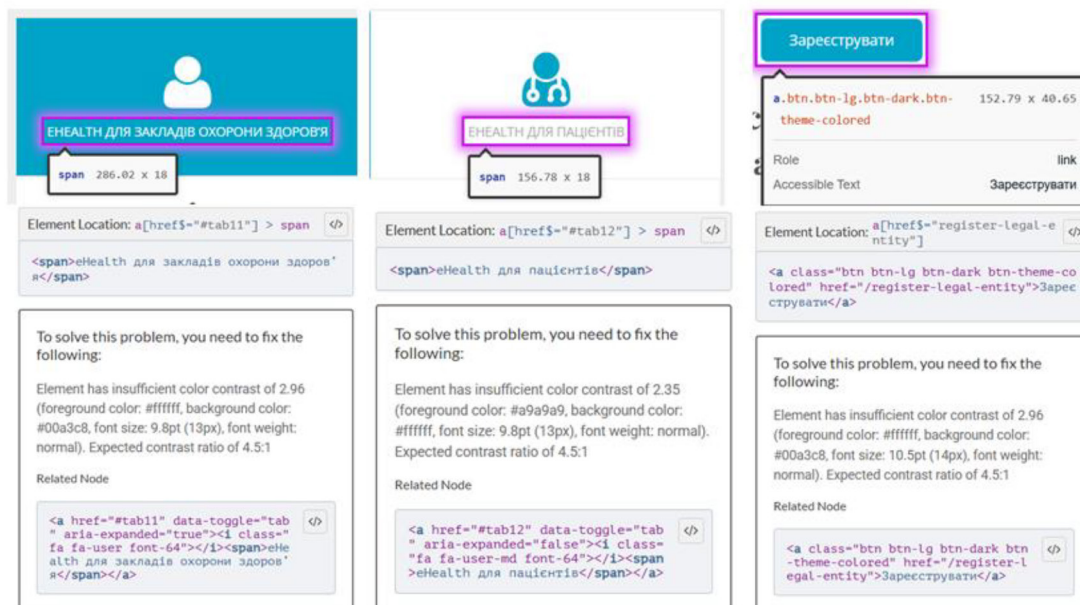 EHEALTH ДЛЯ ЗАКЛАДІВ ОХОРОНИ ЗДОРОВ'Я
span 286.02 x 18
Element Location: a[href$="#tab11"] > span </>
<span>eHealth для закладів охорони здоров'
я</span>
To solve this problem, you need to fix the
following:
Element has insufficient color contrast of 2.96
(foreground color: #ffffff, background color:
#00a3c8, font size: 9.8pt (13px), font weight:
normal). Expected contrast ratio of 4.5:1
Related Node
<a href="#tab11" data-toggle="tab </>
" aria-expanded="true"><i class="
fa fa-user font-64"></i><span>eHe
alth для закладів охорони здоров'
я</span></a>
EHEALTH ДЛЯ ПАЦІЄНТІВ
span 156.78 x 18
Element Location: a[href$="#tab12"] > span </>
<span>eHealth для пацієнтів</span>
To solve this problem, you need to fix the
following:
Element has insufficient color contrast of 2.35
(foreground color: #a9a9a9, background color:
#ffffff, font size: 9.8pt (13px), font weight: normal).
Expected contrast ratio of 4.5:1
Related Node
<a href="#tab12" data-toggle="tab </>
" aria-expanded="false"><i class=
"fa fa-user-md font-64"></i><span
>eHealth для пацієнтів</span></a>
Зареєструвати
a.btn.btn-lg.btn-dark.btn- 152.79 x 40.65
theme-colored
Role link
Accessible Text Зареєструвати
Element Location: a[href$="register-legal-e
ntity"] </>
<a class="btn btn-lg btn-dark btn-theme-co
lored" href="/register-legal-entity">Зареє
струвати</a>
To solve this problem, you need to fix the
following:
Element has insufficient color contrast of 2.96
(foreground color: #ffffff, background color:
#00a3c8, font size: 10.5pt (14px), font weight:
normal). Expected contrast ratio of 4.5:1
Related Node
<a class="btn btn-lg btn-dark btn </>
-theme-colored" href="/register-l
egal-entity">Зареєструвати</a>